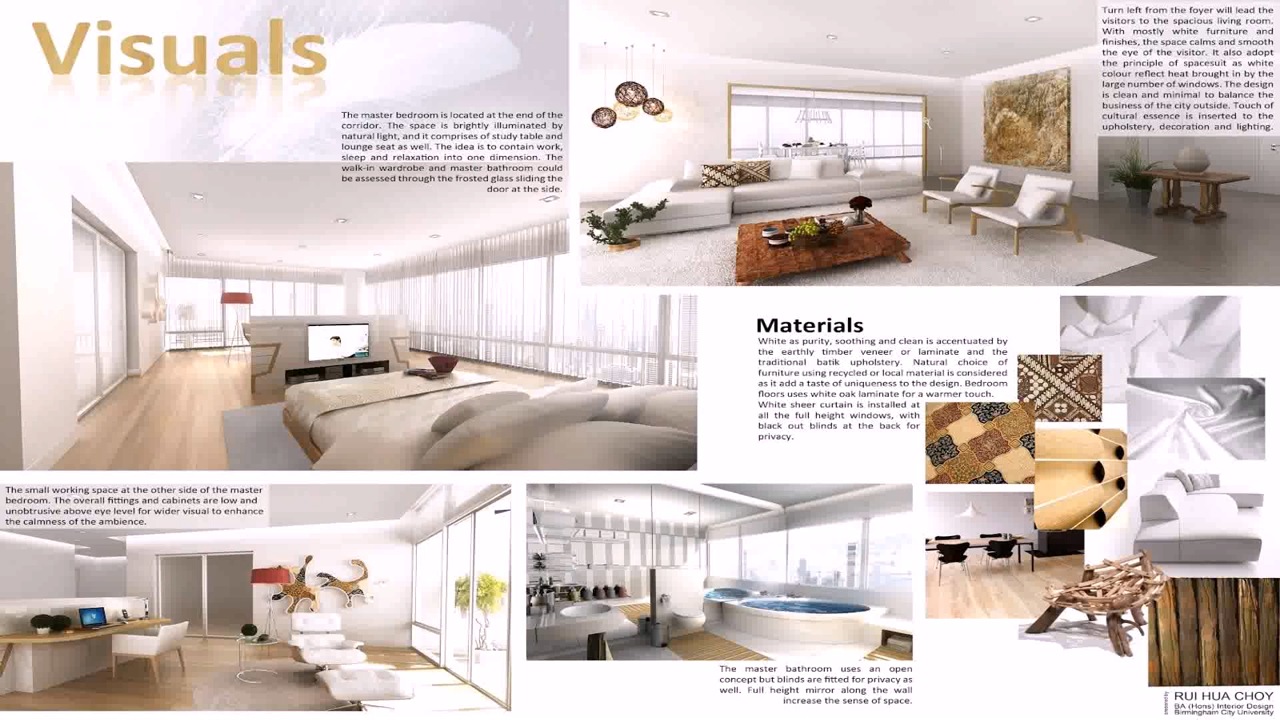 Visuals
The master bedroom is located at the end of the
corridor. The space is brightly illuminated by
natural light, and it comprises of study table and
lounge seat as well. The idea is to contain work,
sleep and relaxation into one dimension. The
walk-in wardrobe and master bathroom could
be assessed through the frosted glass sliding the
door at the side.
Turn left from the foyer will lead the
visitors to the spacious living room.
With mostly white furniture and
finishes, the space calms and smooth
the eye of the visitor. It also adopt
the principle of spacesuit as white
colour reflect heat brought in by the
large number of windows. The design
is clean and minimal to balance the
business of the city outside. Touch of
cultural essence is inserted to the
upholstery, decoration and lighting.
Materials
White as purity, soothing and clean is accentuated by
the earthly timber veneer or laminate and the
traditional batik upholstery. Natural choice of
furniture using recycled or local material is considered
as it add a taste of uniqueness to the design. Bedroom
floors uses white oak laminate for a warmer touch.
White sheer curtain is installed at
all the full height windows, with
black out blinds at the back for
privacy.
The small working space at the other side of the master
bedroom. The overall fittings and cabinets are low and
unobtrusive above eye level for wider visual to enhance
the calmness of the ambience.
The master bathroom uses an open
concept but blinds are fitted for privacy as
well. Full height mirror along the wall
increase the sense of space.
RUI HUA CHOY
BA (Hons) Interior Design
Birmingham City University